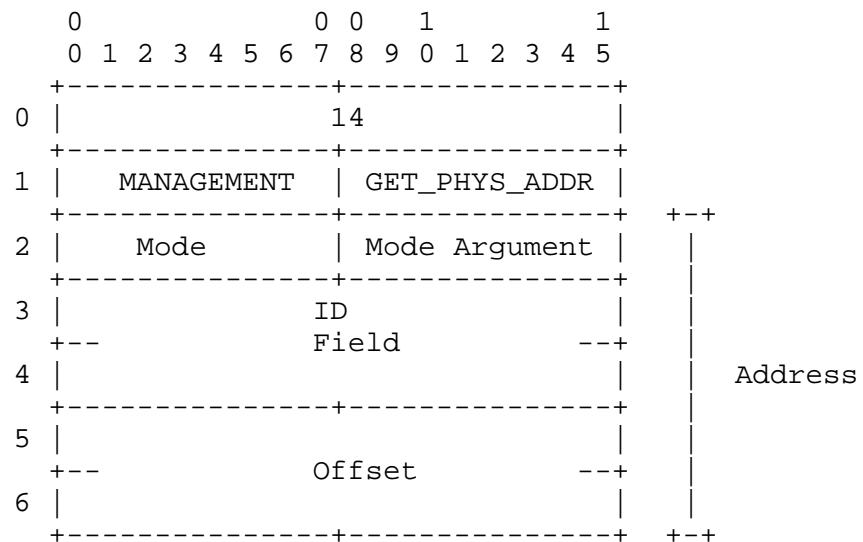 0 0 0 1 1
0 1 2 3 4 5 6 7 8 9 0 1 2 3 4 5
+---------------+---------------+
0 | 14 |
+---------------+---------------+
1 | MANAGEMENT | GET_PHYS_ADDR |
+---------------+---------------+ +-+
2 | Mode | Mode Argument | |
+---------------+---------------+ |
3 | ID | |
+-- Field --+ |
4 | | | Address
+---------------+---------------+ |
5 | | |
+-- Offset --+ |
6 | | |
+---------------+---------------+ +-+